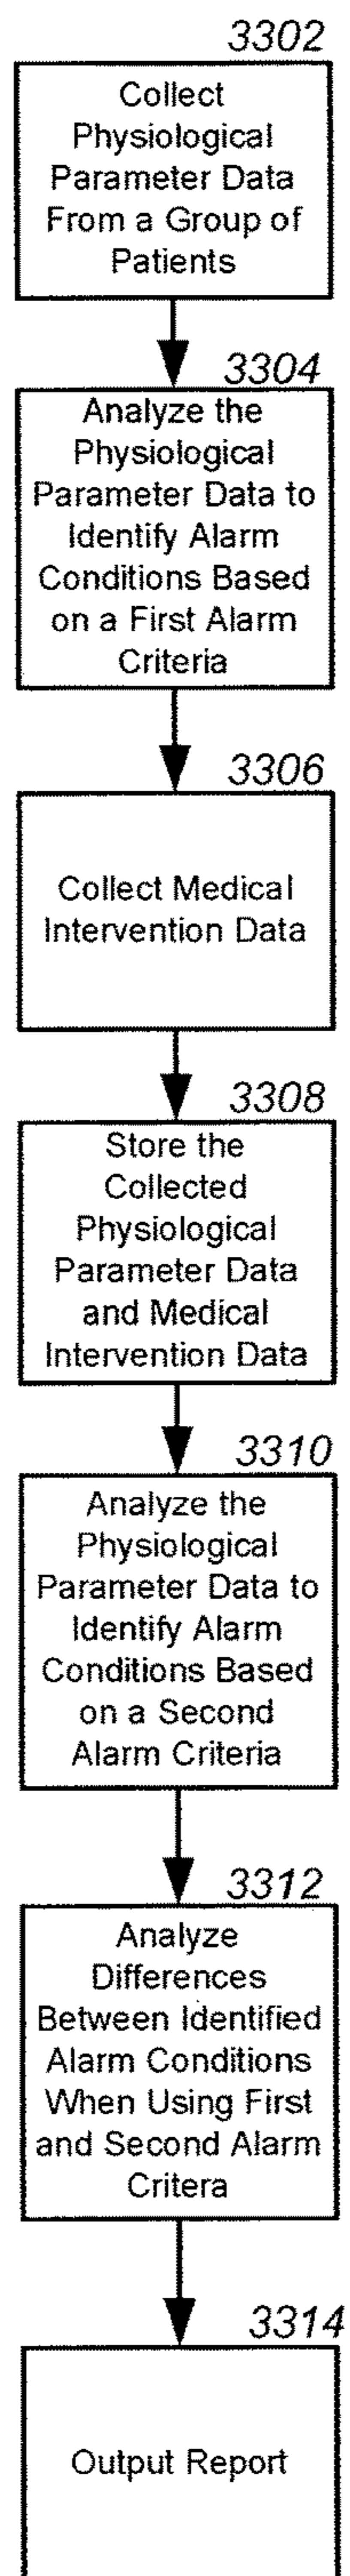 3302
Collect
Physiological
Parameter Data
From a Group of
Patients
3304
Analyze the
Physiological
Parameter Data to
Identify Alarm
Conditions Based
on a First Alarm
Criteria
3306
Collect Medical
Intervention Data
3308
Store the
Collected
Physiological
Parameter Data
and Medical
Intervention Data
3310
Analyze the
Physiological
Parameter Data to
Identify Alarm
Conditions Based
on a Second
Alarm Criteria
3312
Analyze
Differences
Between Identified
Alarm Conditions
When Using First
and Second Alarm
Critera
3314
Output Report